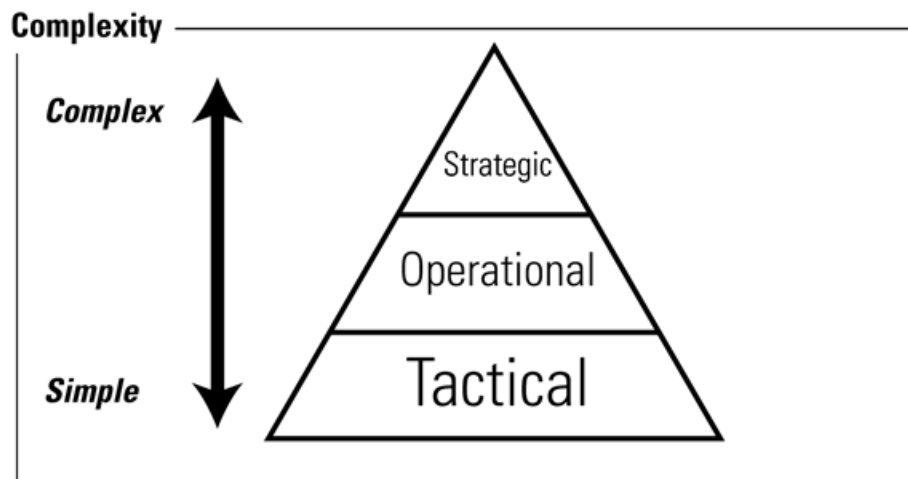 Complexity
Complex
Strategic
Operational
Simple
Tactical